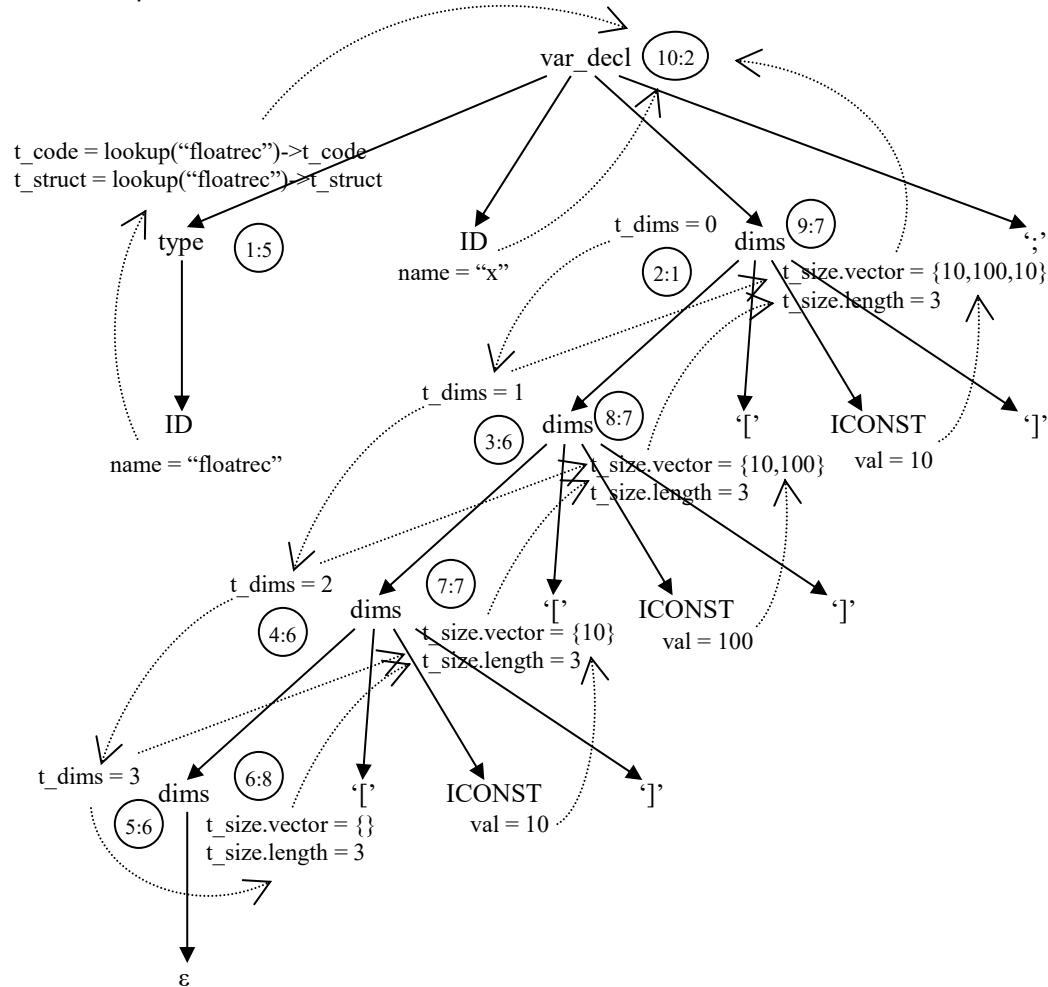 var_decl 10:2
t_code = lookup(“floatrec”)->t_code
t_struct = lookup(“floatrec”)->t_struct
type 1:5
ID
name = “x”
t_dims = 0
2:1
dims 9:7
‘;’
t_size.vector = {10,100,10}
t_size.length = 3
t_dims = 1
3:6
ID
name = “floatrec”
dims 8:7
‘[’
ICONST
val = 10
‘]’
t_size.vector = {10,100}
t_size.length = 3
t_dims = 2
4:6
dims 7:7
‘[’
ICONST
val = 100
‘]’
t_size.vector = {10}
t_size.length = 3
t_dims = 3
5:6
dims 6:8
‘[’
ICONST
val = 10
‘]’
t_size.vector = {}
t_size.length = 3
ε